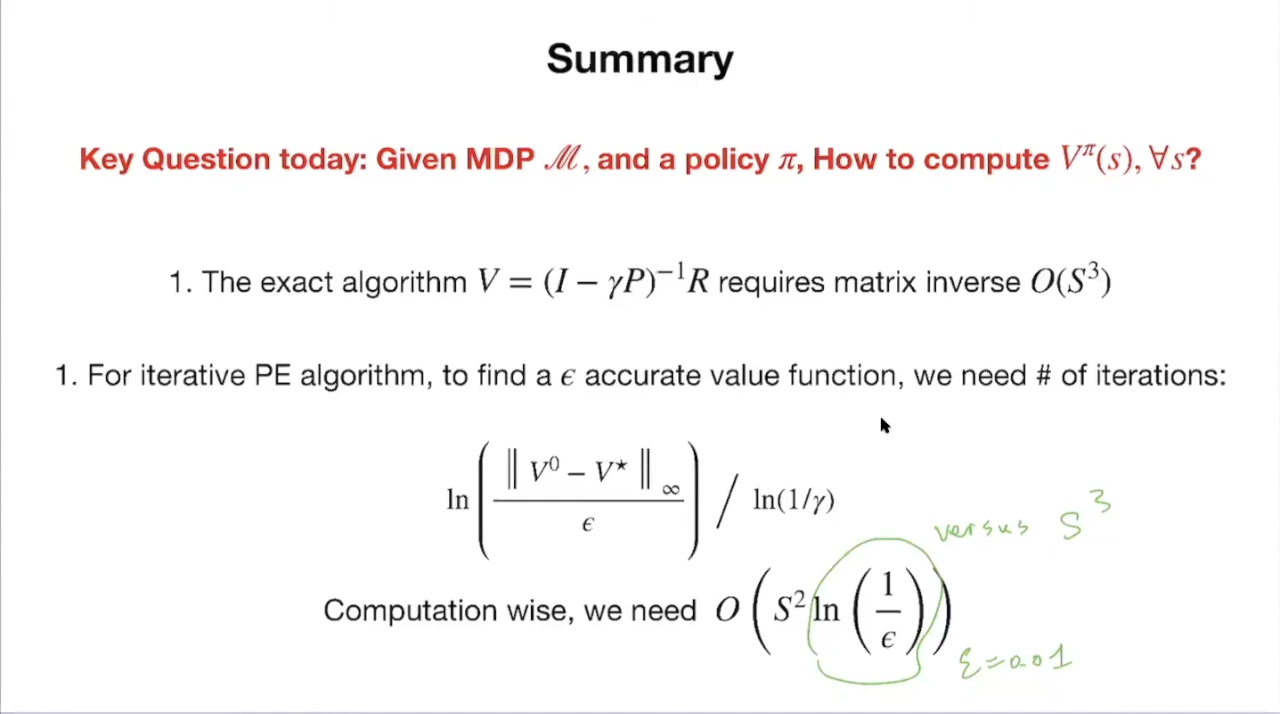 Summary
Key Question today: Given MDP ℳ, and a policy π, How to compute V^π(s), ∀s?
1. The exact algorithm V = (I − γP)^−1 R requires matrix inverse O(S^3)
1. For iterative PE algorithm, to find a ϵ accurate value function, we need # of iterations:
ln( ‖ V^0 − V^⋆ ‖_∞ / ϵ ) / ln(1/γ)
versus S^3
Computation wise, we need O( S^2 ln( 1 / ϵ ) )
ε=0.01